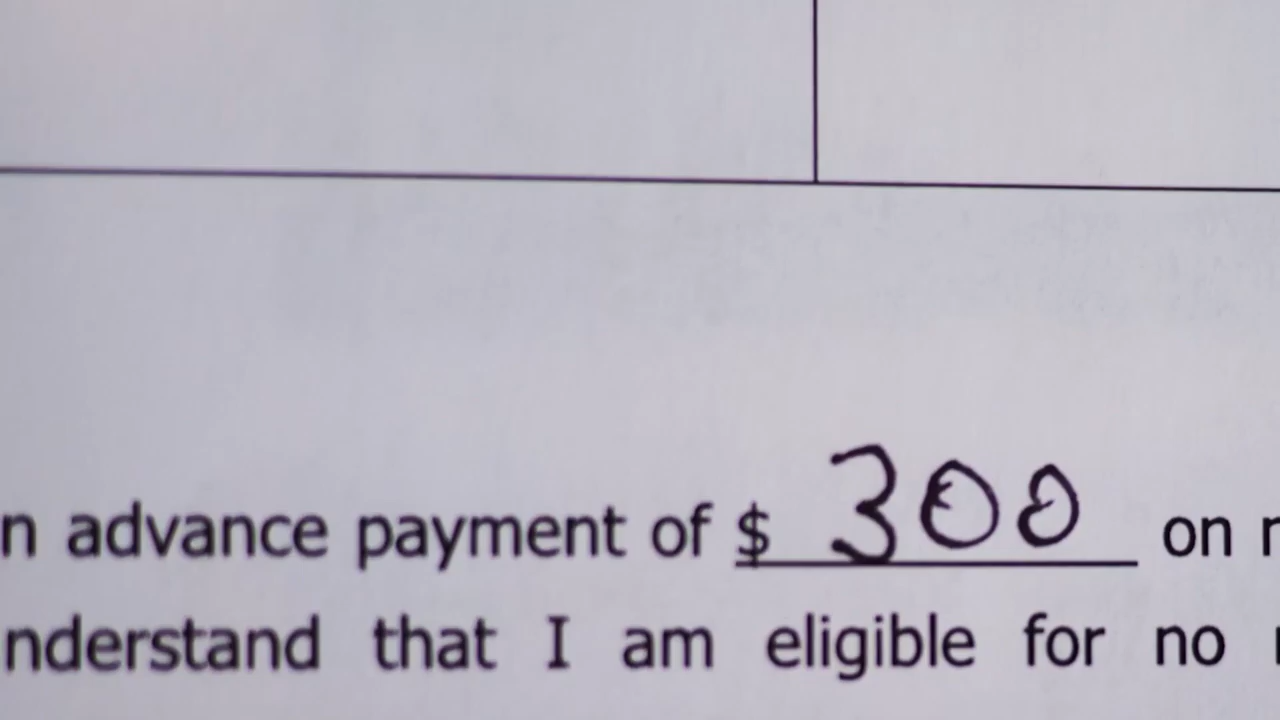 n advance payment of $ 300 on
nderstand that I am eligible for no